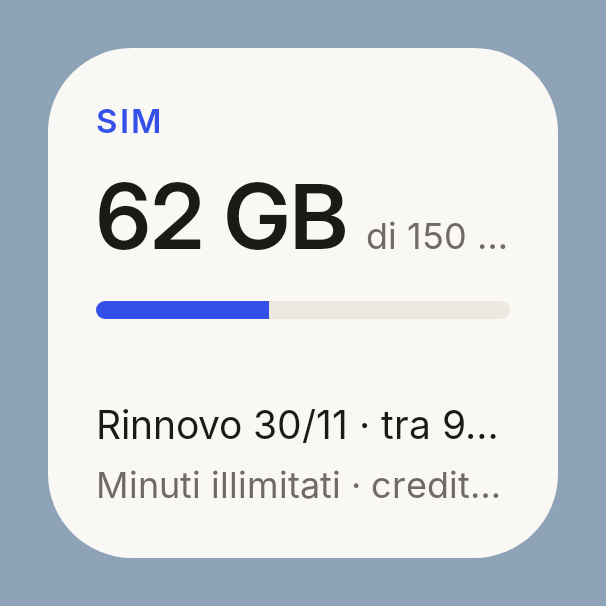 SIM
62 GB di 150 ...
Rinnovo 30/11 · tra 9...
Minuti illimitati · credit...